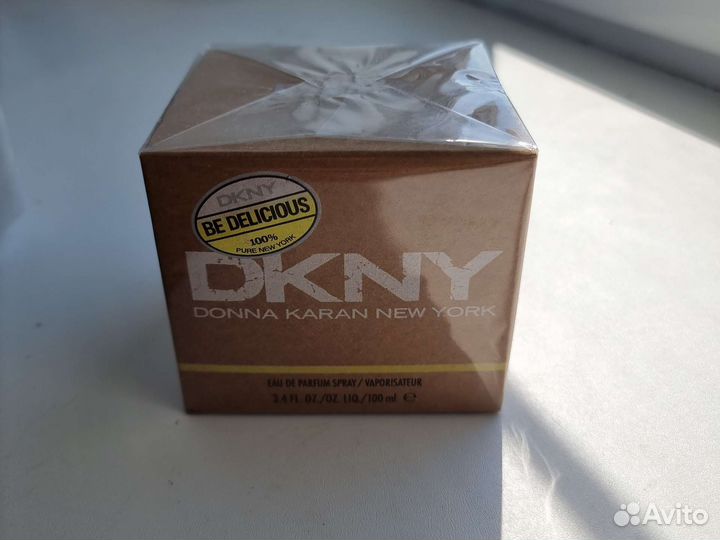 DKNY
BE DELICIOUS
100%
PURE NEW YORK
DKNY
DONNA KARAN NEW YORK
EAU DE PARFUM SPRAY / VAPORISATEUR
3.4 FL. OZ./OZ. LIQ./100 ml e
Avito